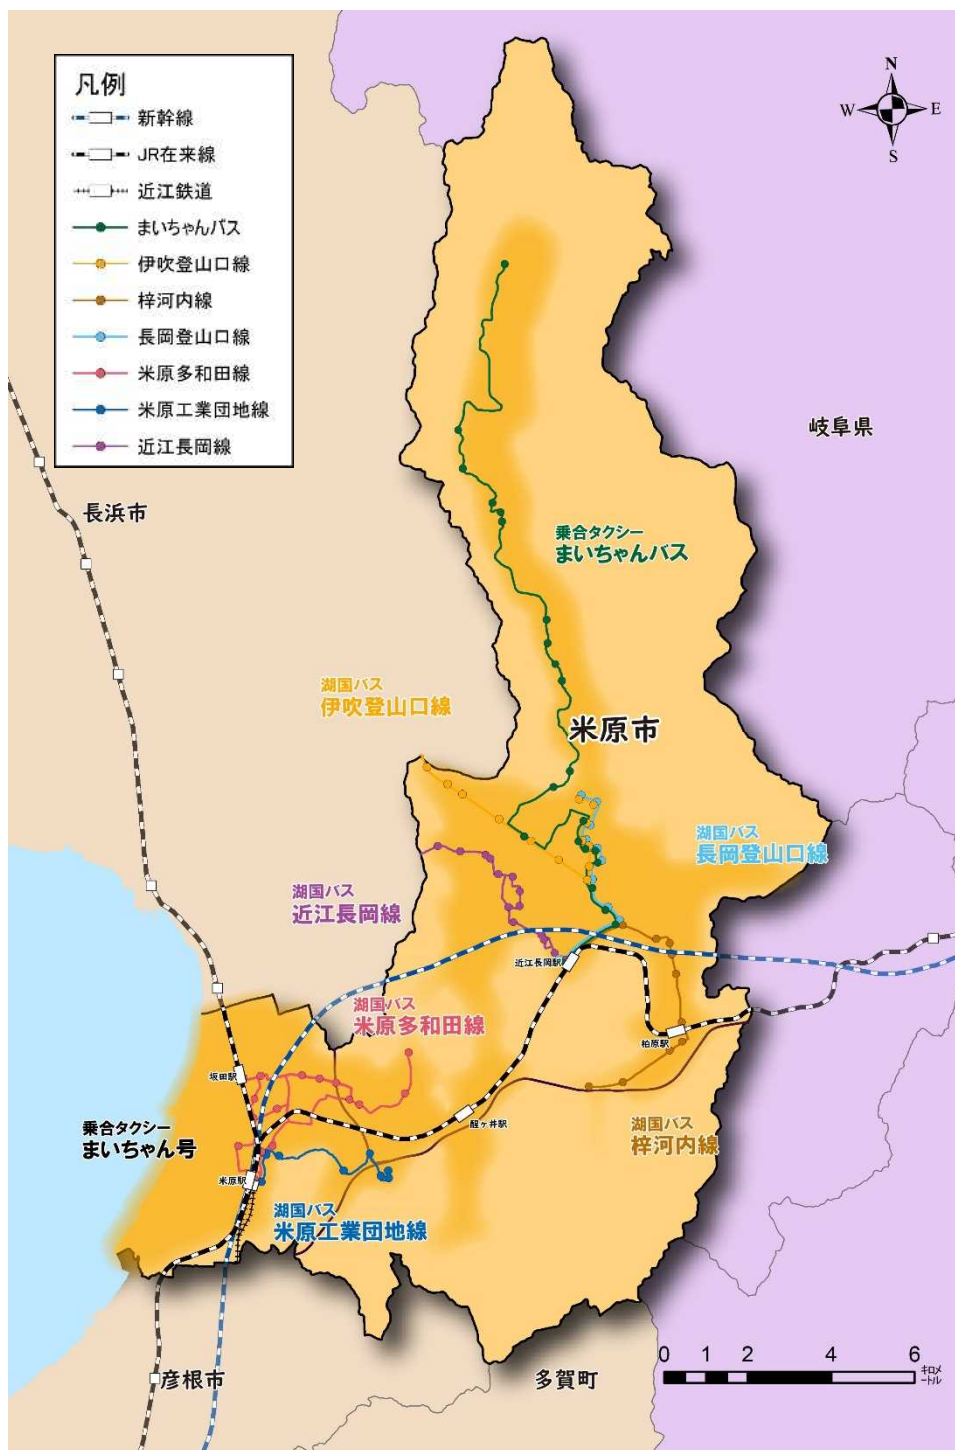 凡例
新幹線
JR在来線
近江鉄道
まいちゃんバス
伊吹登山口線
梓河内線
長岡登山口線
米原多和田線
米原工業団地線
近江長岡線
N
W
E
S
岐阜県
長浜市
乗合タクシー
まいちゃんバス
湖国バス
伊吹登山口線
米原市
湖国バス
長岡登山口線
湖国バス
近江長岡線
近江長岡駅
湖国バス
米原多和田線
柏原駅
坂田駅
醒ヶ井駅
乗合タクシー
まいちゃん号
湖国バス
梓河内線
米原駅
湖国バス
米原工業団地線
0 1 2 4 6
キロメートル
彦根市
多賀町